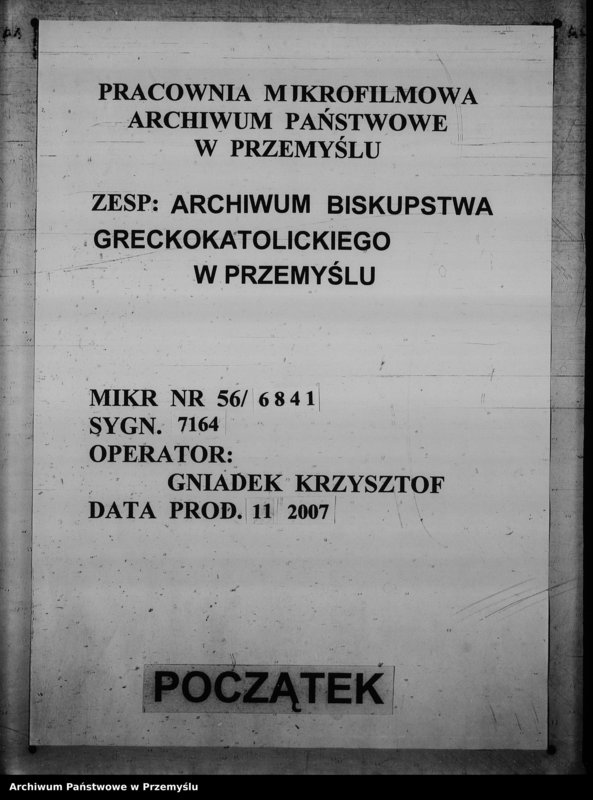 PRACOWNIA MIKROFILMOWA
ARCHIWUM PAŃSTWOWE
W PRZEMYŚLU
ZESP: ARCHIWUM BISKUPSTWA
GRECKOKATOLICKIEGO
W PRZEMYŚLU
MIKR NR 56/ 6841
SYGN. 7164
OPERATOR:
GNIADEK KRZYSZTOF
DATA PROD. 11 2007
POCZĄTEK
Archiwum Państwowe w Przemyślu